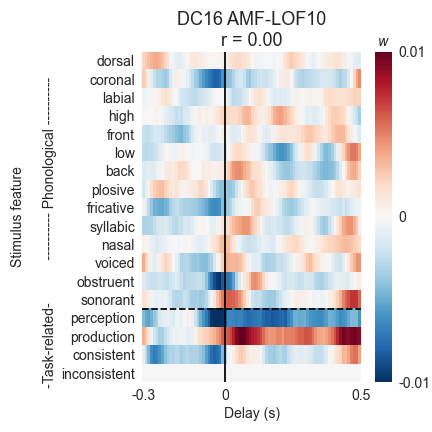 DC16 AMF-LOF10
r = 0.00
w
dorsal
coronal
labial
high
front
low
back
plosive
fricative
syllabic
nasal
voiced
obstruent
sonorant
perception
production
consistent
inconsistent
Stimulus feature
-Task-related- ----------- Phonological -----------
0.01
0
-0.01
-0.3 0 0.5
Delay (s)